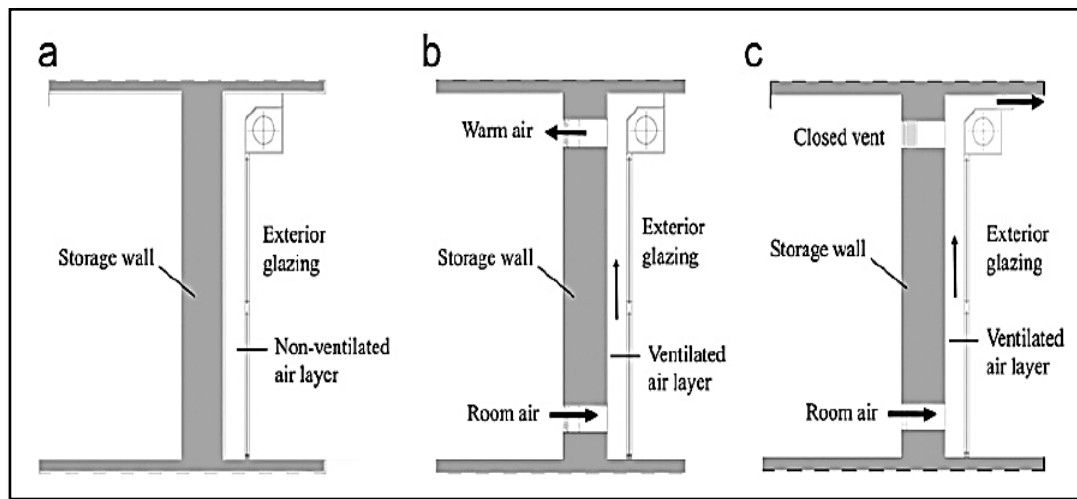 a
Storage wall
Exterior
glazing
Non-ventilated
air layer
b
Warm air
Storage wall
Exterior
glazing
Ventilated
air layer
Room air
c
Closed vent
Storage wall
Exterior
glazing
Ventilated
air layer
Room air